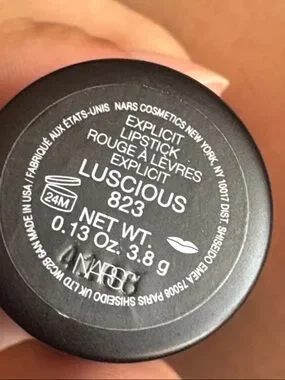 MADE IN USA / FABRIQUÉ AUX ÉTATS-UNIS NARS COSMETICS NEW YORK, NY 10017 DIST. SHISEIDO EMEA 75008 PARIS SHISEIDO UK LTD WC2B 6AN
EXPLICIT
LIPSTICK
ROUGE À LÈVRES
EXPLICIT
LUSCIOUS
823
24M
NET WT.
0.13 Oz. 3.8 g